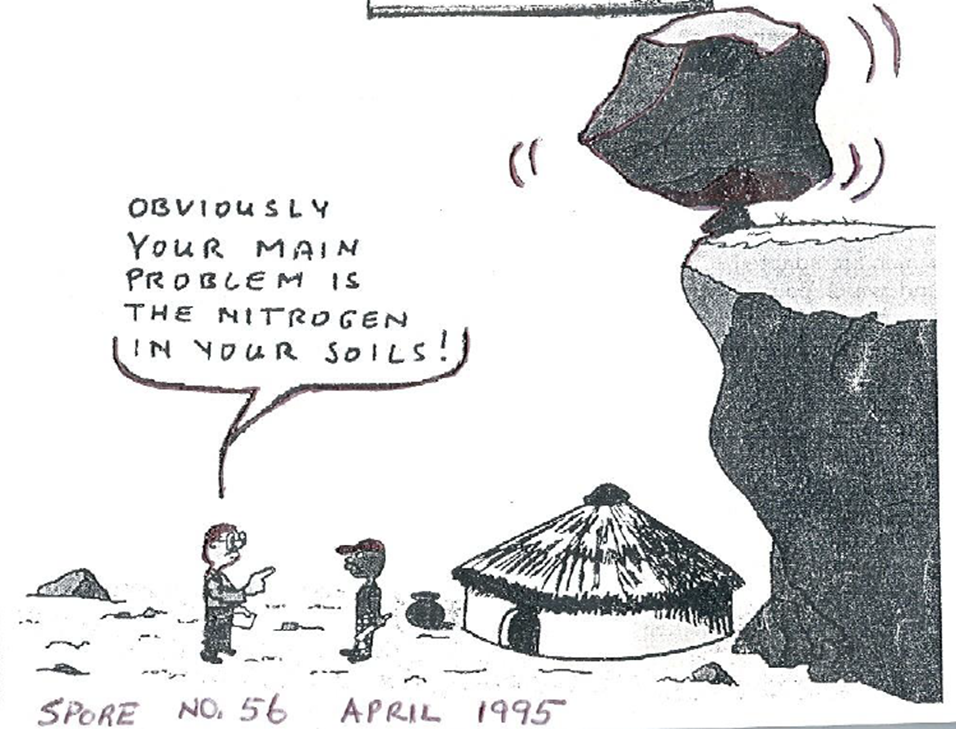 OBVIOUSLY
YOUR MAIN
PROBLEM IS
THE NITROGEN
IN YOUR SOILS!
SPORE NO. 56 APRIL 1995